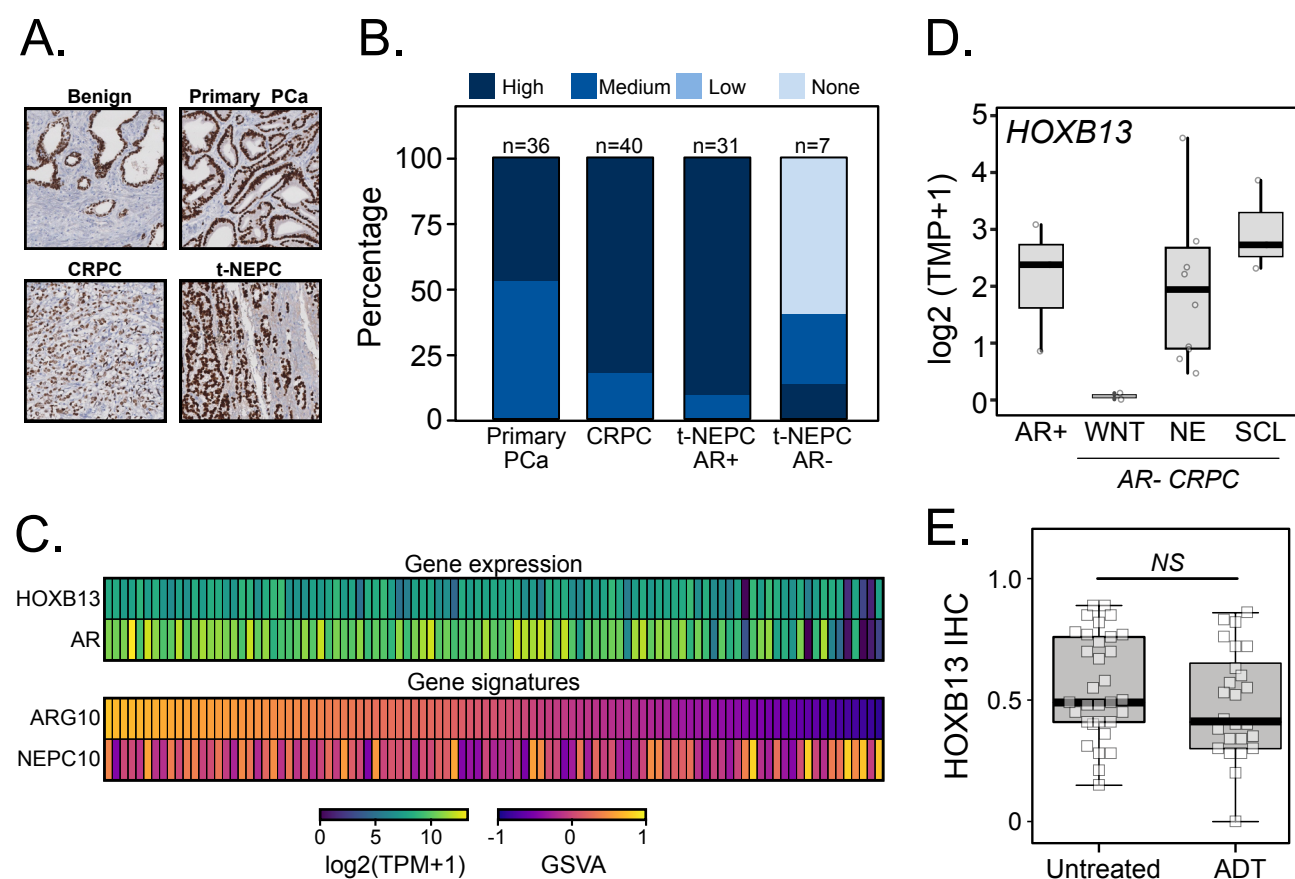 A.
Benign Primary PCa
CRPC t-NEPC
B.
High Medium Low None
n=36 n=40 n=31 n=7
Percentage
100
75
50
25
0
Primary PCa CRPC t-NEPC AR+ t-NEPC AR-
C.
Gene expression
HOXB13
AR
Gene signatures
ARG10
NEPC10
0 5 10
log2(TPM+1)
-1 0 1
GSVA
D.
HOXB13
log2 (TMP+1)
5
4
3
2
1
0
AR+ WNT NE SCL
AR- CRPC
E.
NS
HOXB13 IHC
1.0
0.5
0
Untreated ADT